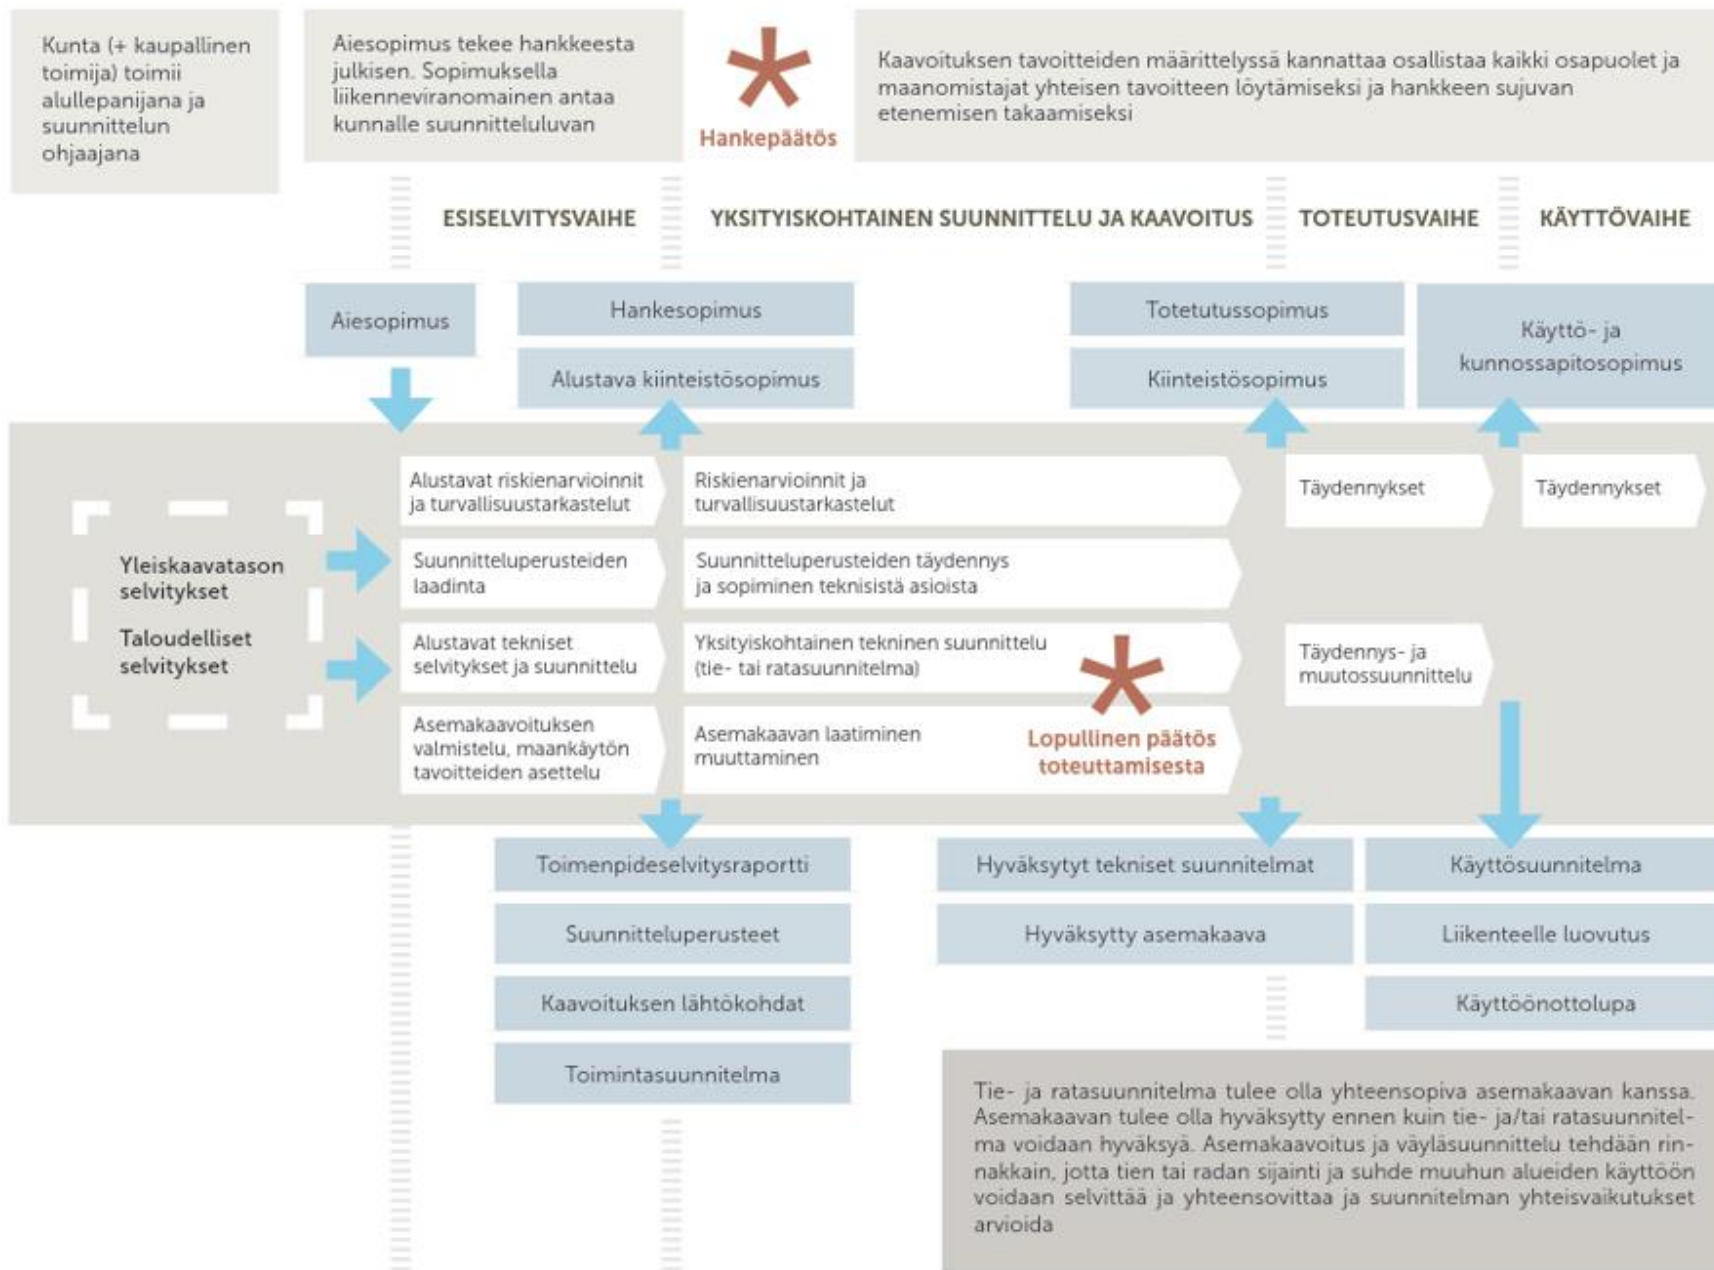 Kunta (+ kaupallinen
toimija) toimii
alullepanijana ja
suunnittelun
ohjaajana
Aiesopimus tekee hankkeesta
julkisen. Sopimuksella
liikenneviranomainen antaa
kunnalle suunnitteluluvan
Hankepäätös
Kaavoituksen tavoitteiden määrittelyssä kannattaa osallistaa kaikki osapuolet ja
maanomistajat yhteisen tavoitteen löytämiseksi ja hankkeen sujuvan
etenemisen takaamiseksi
ESISELVITYSVAIHE
YKSITYISKOHTAINEN SUUNNITTELU JA KAAVOITUS
TOTEUTUSVAIHE
KÄYTTÖVAIHE
Aiesopimus
Hankesopimus
Alustava kiinteistösopimus
Totetutussopimus
Kiinteistösopimus
Käyttö- ja
kunnossapitosopimus
Yleiskaavatason
selvitykset
Taloudelliset
selvitykset
Alustavat riskienarvioinnit
ja turvallisuustarkastelut
Riskienarvioinnit ja
turvallisuustarkastelut
Täydennykset
Täydennykset
Suunnitteluperusteiden
laadinta
Suunnitteluperusteiden täydennys
ja sopiminen teknisistä asioista
Alustavat tekniset
selvitykset ja suunnittelu
Yksityiskohtainen tekninen suunnittelu
(tie- tai ratasuunnitelma)
Täydennys- ja
muutossuunnittelu
Asemakaavoituksen
valmistelu, maankäytön
tavoitteiden asettelu
Asemakaavan laatiminen
muuttaminen
Lopullinen päätös
toteuttamisesta
Toimenpideselvitysraportti
Suunnitteluperusteet
Kaavoituksen lähtökohdat
Toimintasuunnitelma
Hyväksytyt tekniset suunnitelmat
Hyväksytty asemakaava
Käyttösuunnitelma
Liikenteelle luovutus
Käyttöönottolupa
Tie- ja ratasuunnitelma tulee olla yhteensopiva asemakaavan kanssa.
Asemakaavan tulee olla hyväksytty ennen kuin tie- ja/tai ratasuunnitel-
ma voidaan hyväksyä. Asemakaavoitus ja väyläsuunnittelu tehdään rin-
nakkain, jotta tien tai radan sijainti ja suhde muuhun alueiden käyttöön
voidaan selvittää ja yhteensovittaa ja suunnitelman yhteisvaikutukset
arvioida